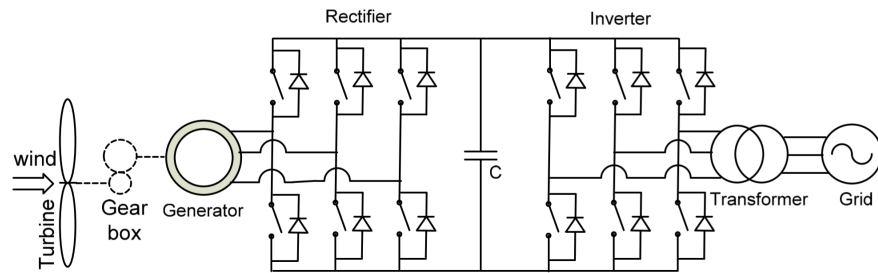 Rectifier
Inverter
wind
Turbine
Gear
box
Generator
C
Transformer
Grid